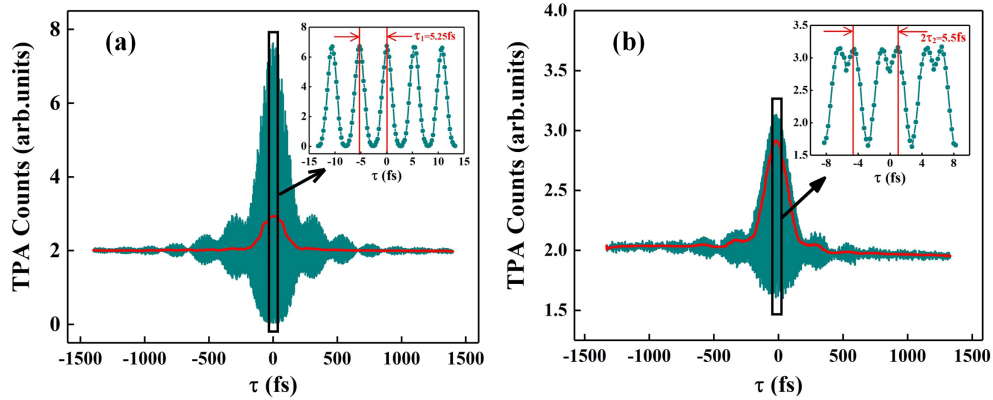 (a)
TPA Counts (arb.units)
8
6
4
2
0
-1500 -1000 -500 0 500 1000 1500
τ (fs)
τ₁=5.25fs
7
6
5
4
3
2
1
0
-15 -10 -5 0 5 10 15
τ (fs)
(b)
TPA Counts (arb.units)
4.0
3.5
3.0
2.5
2.0
1.5
-1500 -1000 -500 0 500 1000 1500
τ (fs)
2τ₂=5.5fs
3.5
3.0
2.5
2.0
1.5
-8 -4 0 4 8
τ (fs)